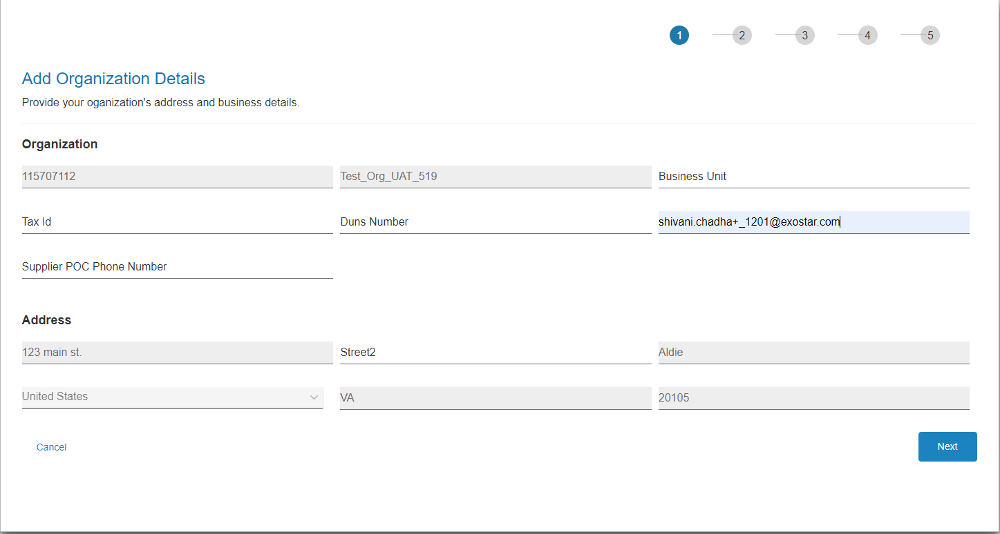 1 2 3 4 5
Add Organization Details
Provide your oganization's address and business details.
Organization
115707112 Test_Org_UAT_519 Business Unit
Tax Id Duns Number shivani.chadha+_1201@exostar.com
Supplier POC Phone Number
Address
123 main st. Street2 Aldie
United States VA 20105
Cancel Next